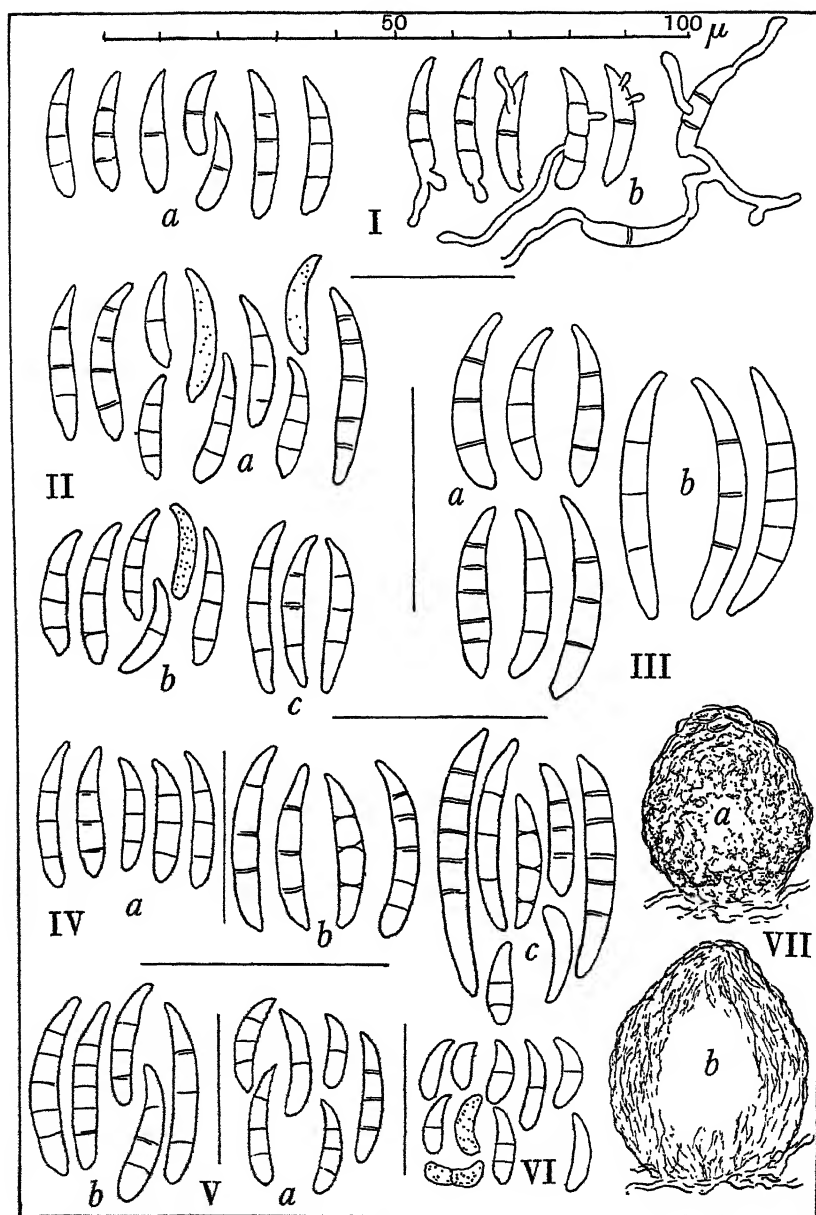 50 100 μ
a I b
II a
b c
a b III
IV a b c
a VII
b
b V a VI